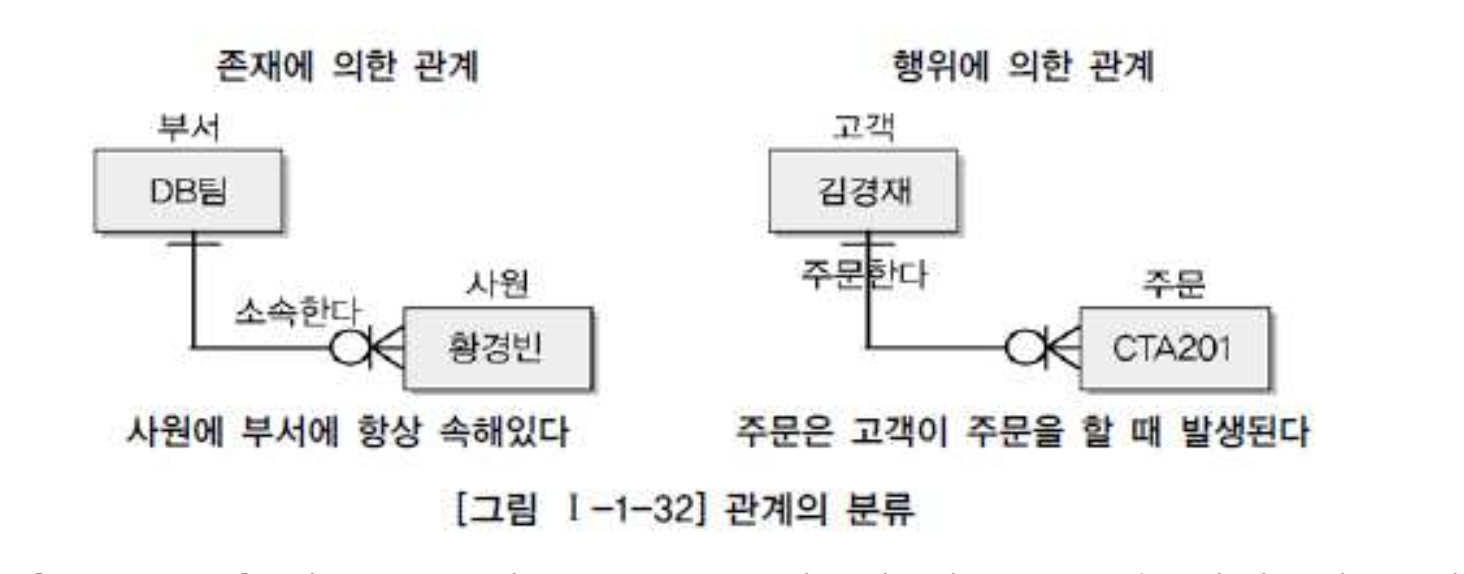 존재에 의한 관계
부서
DB팀
소속한다
사원
황경빈
사원에 부서에 항상 속해있다
행위에 의한 관계
고객
김경재
주문한다
주문
CTA201
주문은 고객이 주문을 할 때 발생된다
[그림 Ⅰ-1-32] 관계의 분류